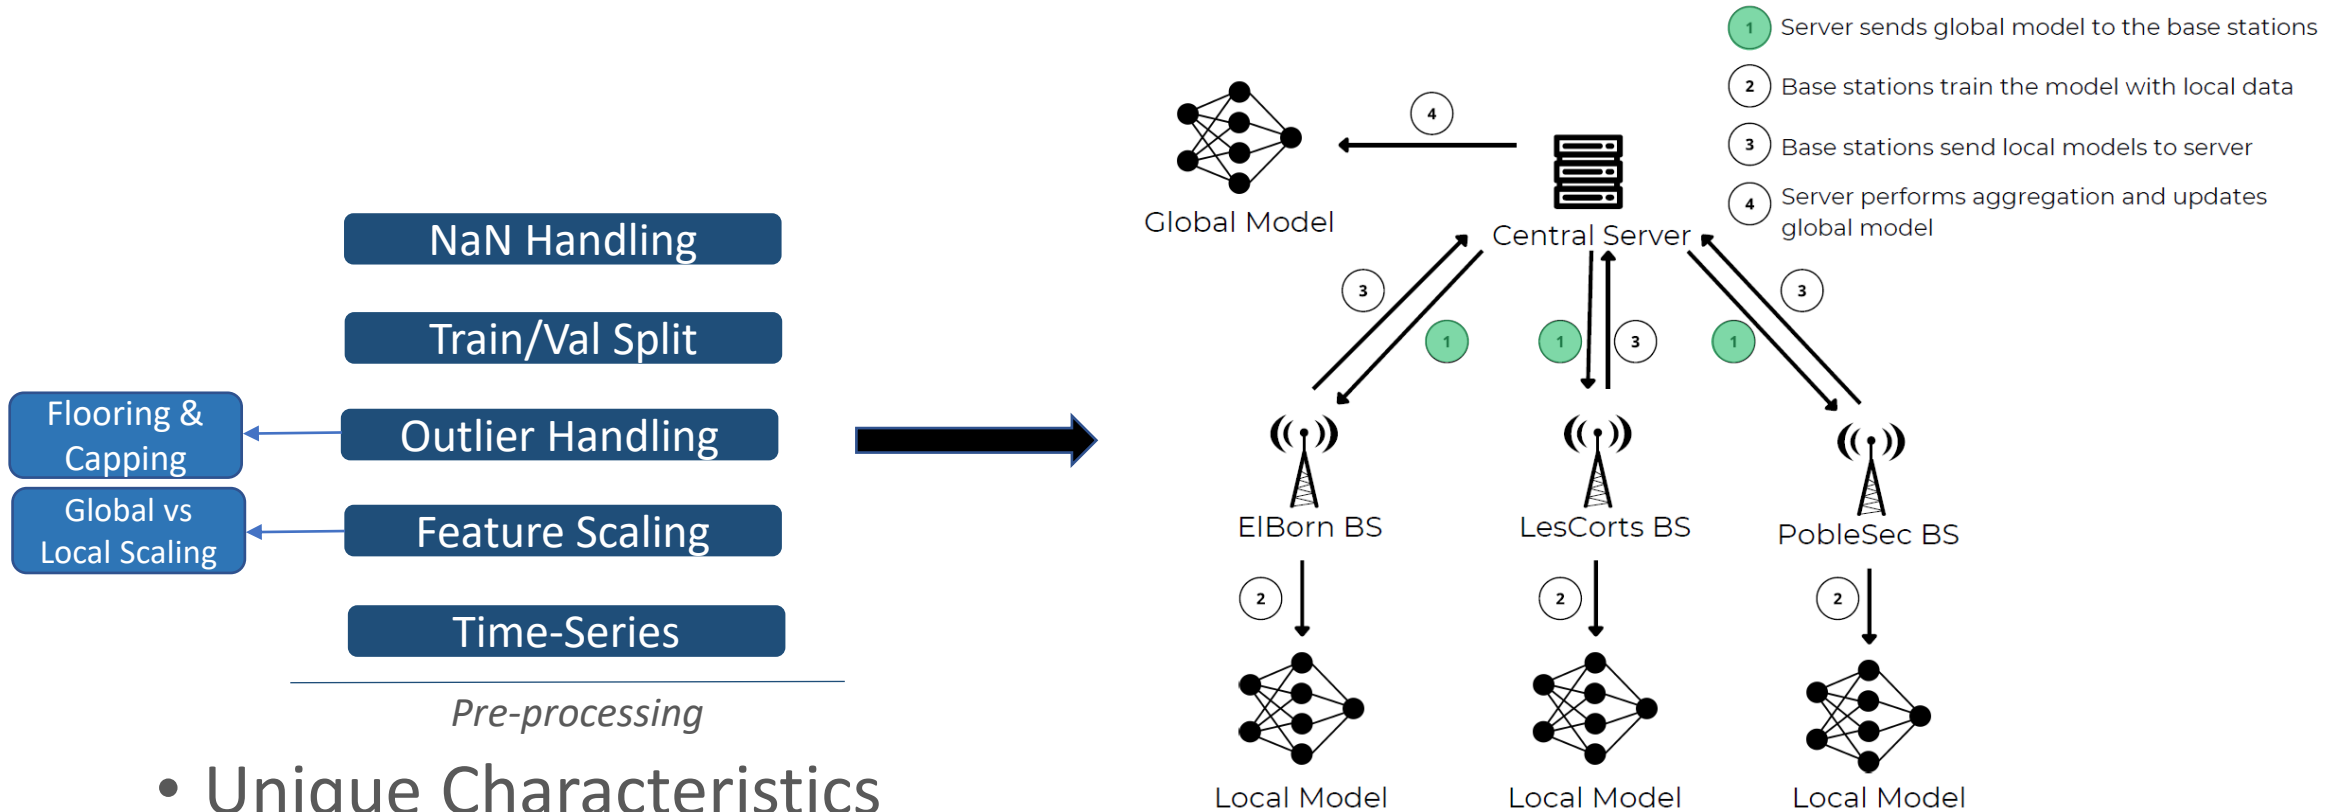 NaN Handling
Train/Val Split
Outlier Handling
Feature Scaling
Time-Series
Flooring &
Capping
Global vs
Local Scaling
Pre-processing
• Unique Characteristics
1 Server sends global model to the base stations
2 Base stations train the model with local data
3 Base stations send local models to server
4 Server performs aggregation and updates
global model
4
Global Model
Central Server
3
1
1
3
1
3
ElBorn BS
LesCorts BS
PobleSec BS
2
2
2
Local Model
Local Model
Local Model